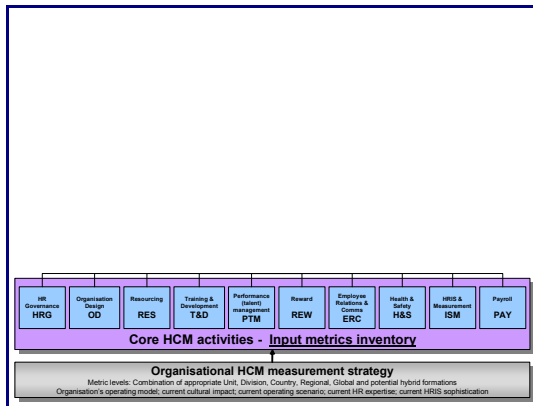 HR
Governance
HRG
Organisation
Design
OD
Resourcing
RES
Training &
Development
T&D
Performance
(talent)
management
PTM
Reward
REW
Employee
Relations &
Comms
ERC
Health &
Safety
H&S
HRIS &
Measurement
ISM
Payroll
PAY
Core HCM activities - Input metrics inventory
Organisational HCM measurement strategy
Metric levels: Combination of appropriate Unit, Division, Country, Regional, Global and potential hybrid formations
Organisation's operating model; current cultural impact; current operating scenario; current HR expertise; current HRIS sophistication